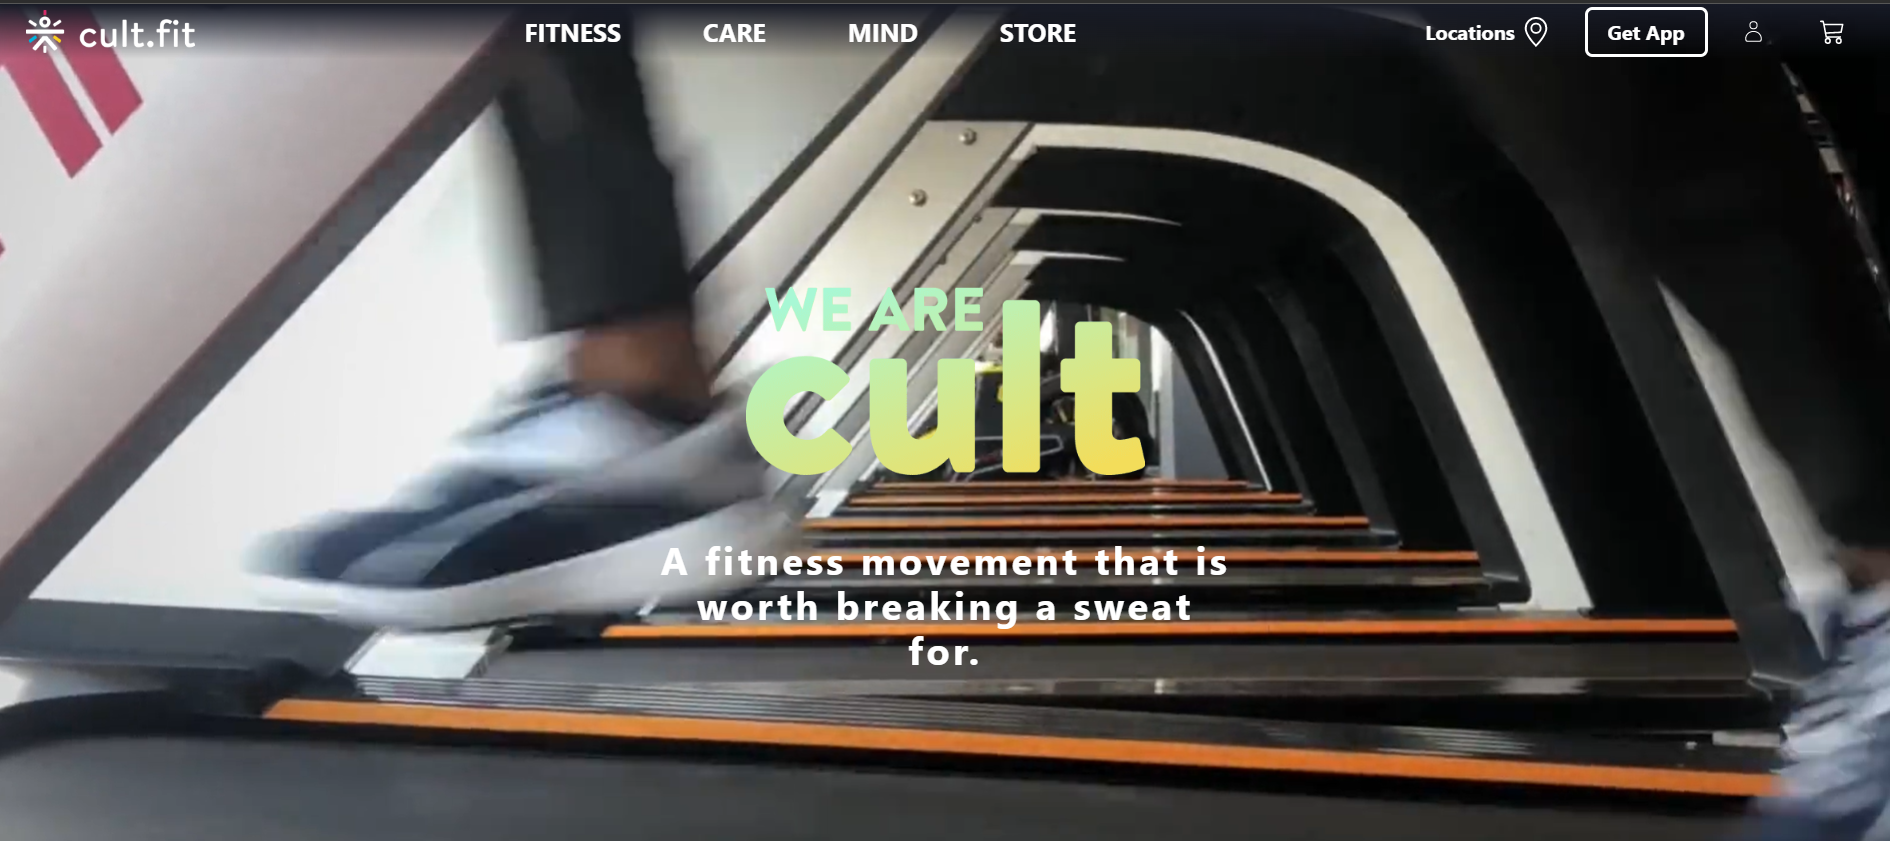 cult.fit
FITNESS CARE MIND STORE
Locations Get App
WE ARE
cult
A fitness movement that is
worth breaking a sweat
for.